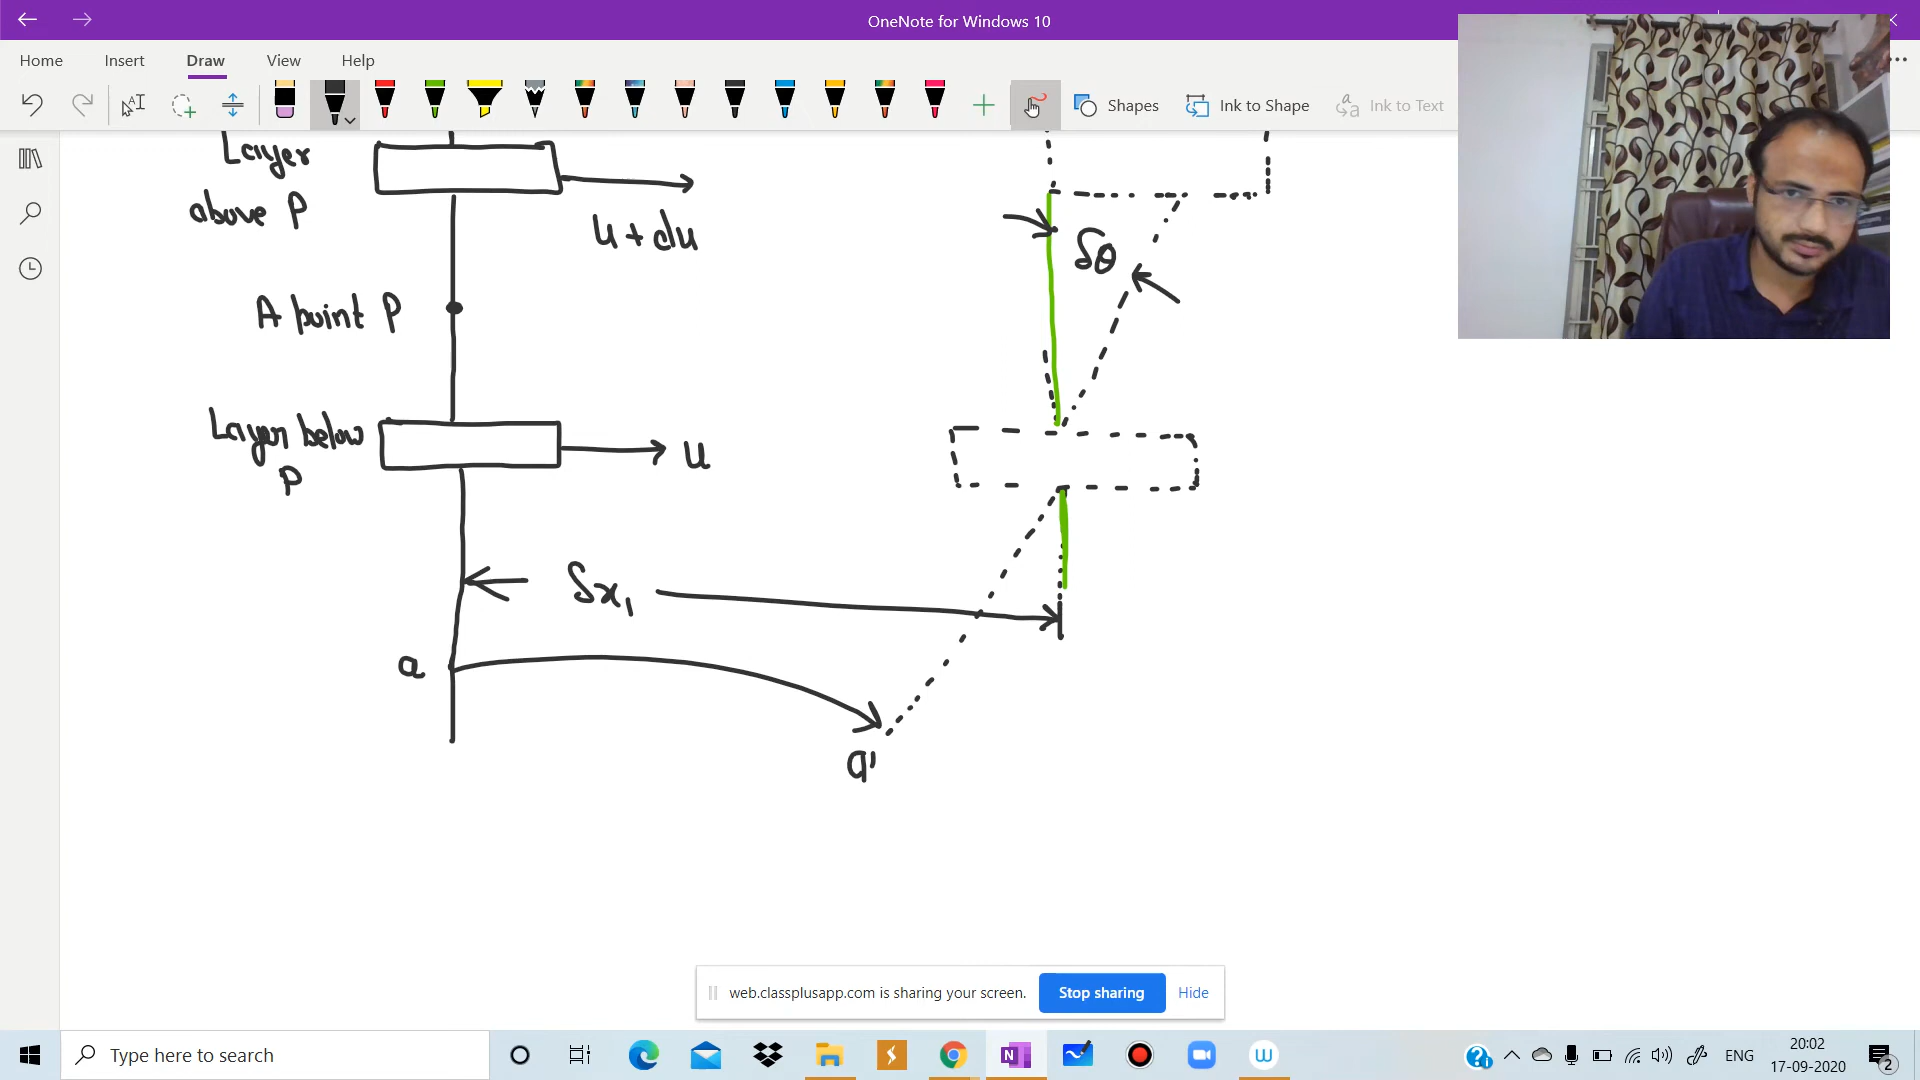 OneNote for Windows 10
Home Insert Draw View Help
Shapes Ink to Shape Ink to Text
Layer
above P
u + du
δθ
A point P
Layer below
P
u
δx₁
a
a'
web.classplusapp.com is sharing your screen. Stop sharing Hide
Type here to search
ENG
20:02
17-09-2020
2